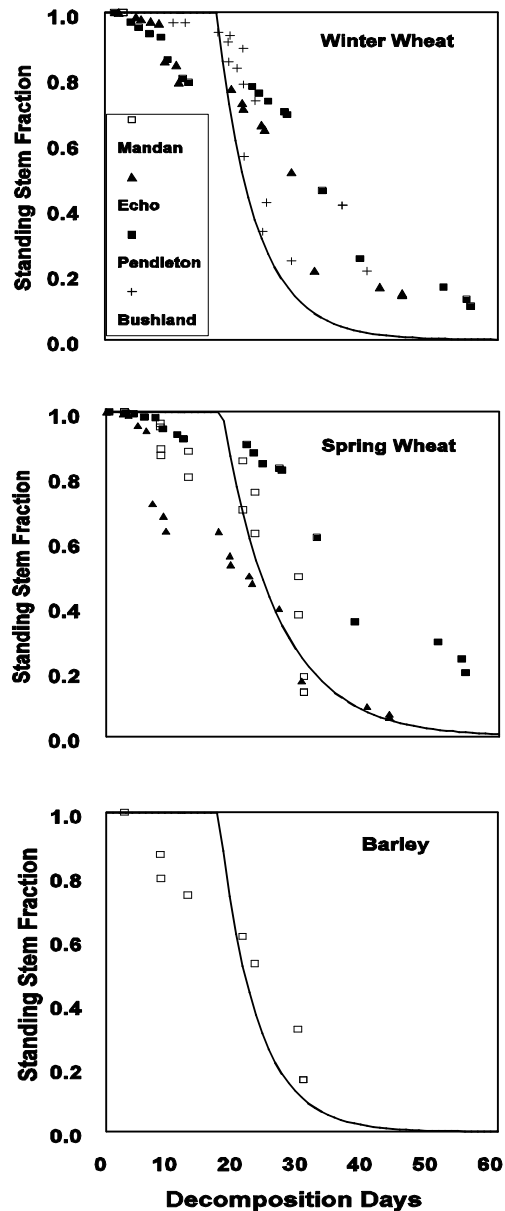 Winter Wheat
Standing Stem Fraction
1.0
0.8
0.6
0.4
0.2
0.0
Mandan
Echo
Pendleton
Bushland
Spring Wheat
Standing Stem Fraction
1.0
0.8
0.6
0.4
0.2
0.0
Barley
Standing Stem Fraction
1.0
0.8
0.6
0.4
0.2
0.0
0 10 20 30 40 50 60
Decomposition Days